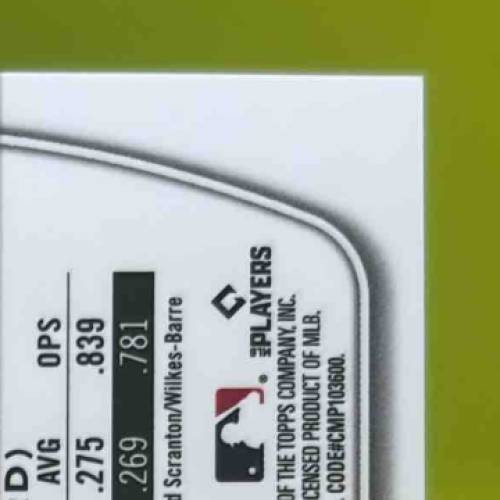 D)
AVG OPS
.275 .839
.269 .781
d Scranton/Wilkes-Barre
MLB PLAYERS
OF THE TOPPS COMPANY, INC.
CENSED PRODUCT OF MLB.
CODE#CMP103600.